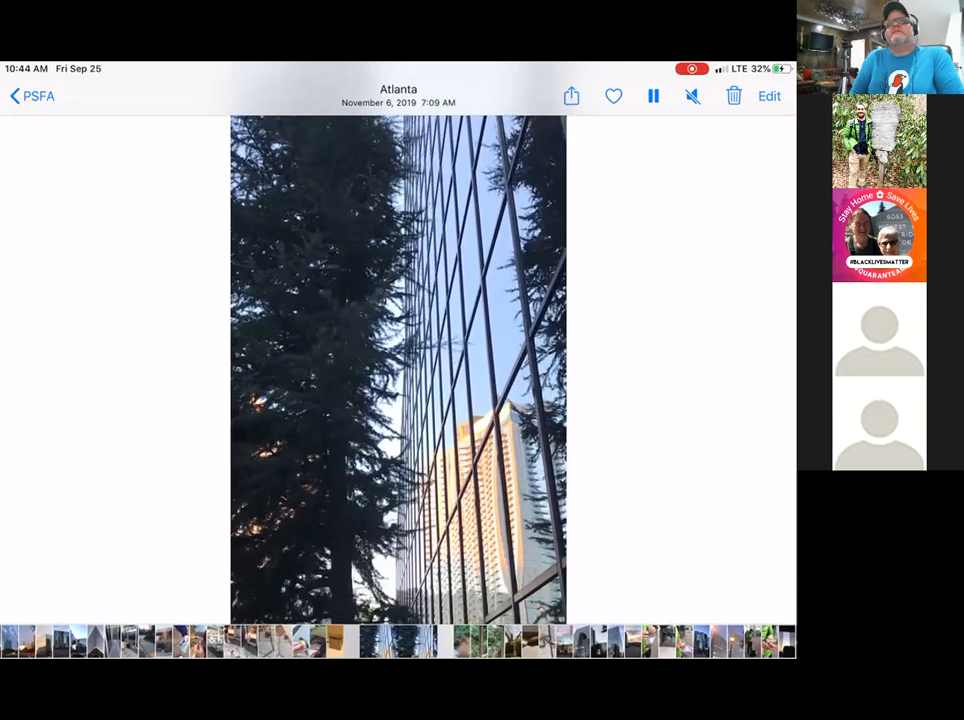 10:44 AM Fri Sep 25
LTE 32%
PSFA
Atlanta
November 6, 2019 7:09 AM
Edit
Stay Home Save Lives
GOSS
#BLACKLIVESMATTER